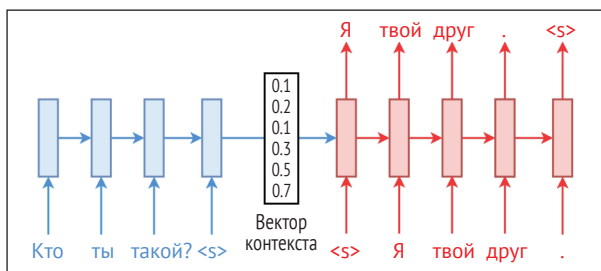 Я твой друг . <s>
0.1
0.2
0.1
0.3
0.5
0.7
Вектор
контекста
Кто ты такой? <s>
<s> Я твой друг .